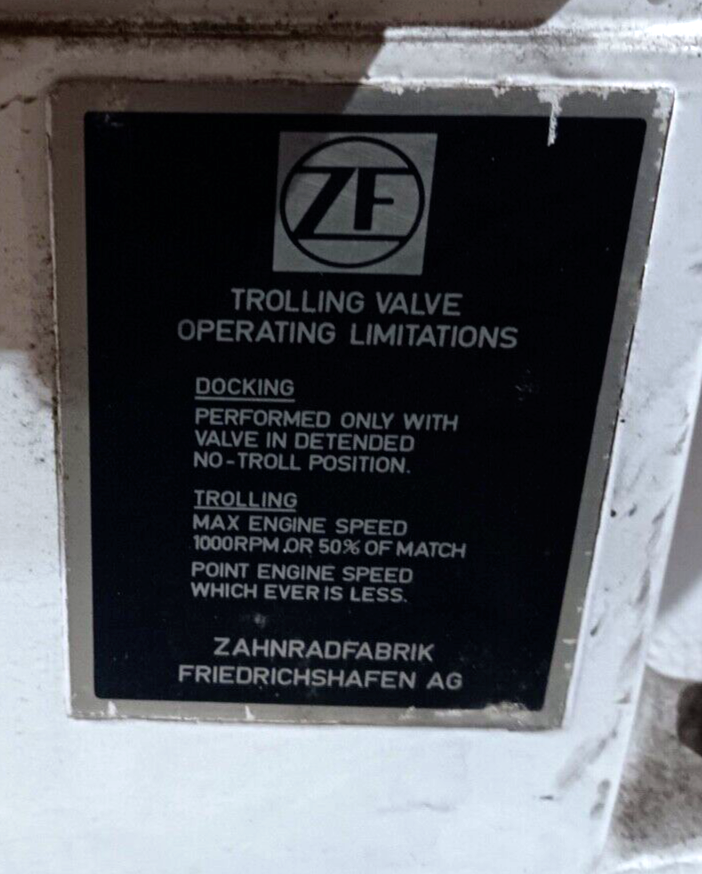 ZF
TROLLING VALVE
OPERATING LIMITATIONS
DOCKING
PERFORMED ONLY WITH
VALVE IN DETENDED
NO-TROLL POSITION.
TROLLING
MAX ENGINE SPEED
1000RPM.OR 50% OF MATCH
POINT ENGINE SPEED
WHICH EVER IS LESS.
ZAHNRADFABRIK
FRIEDRICHSHAFEN AG